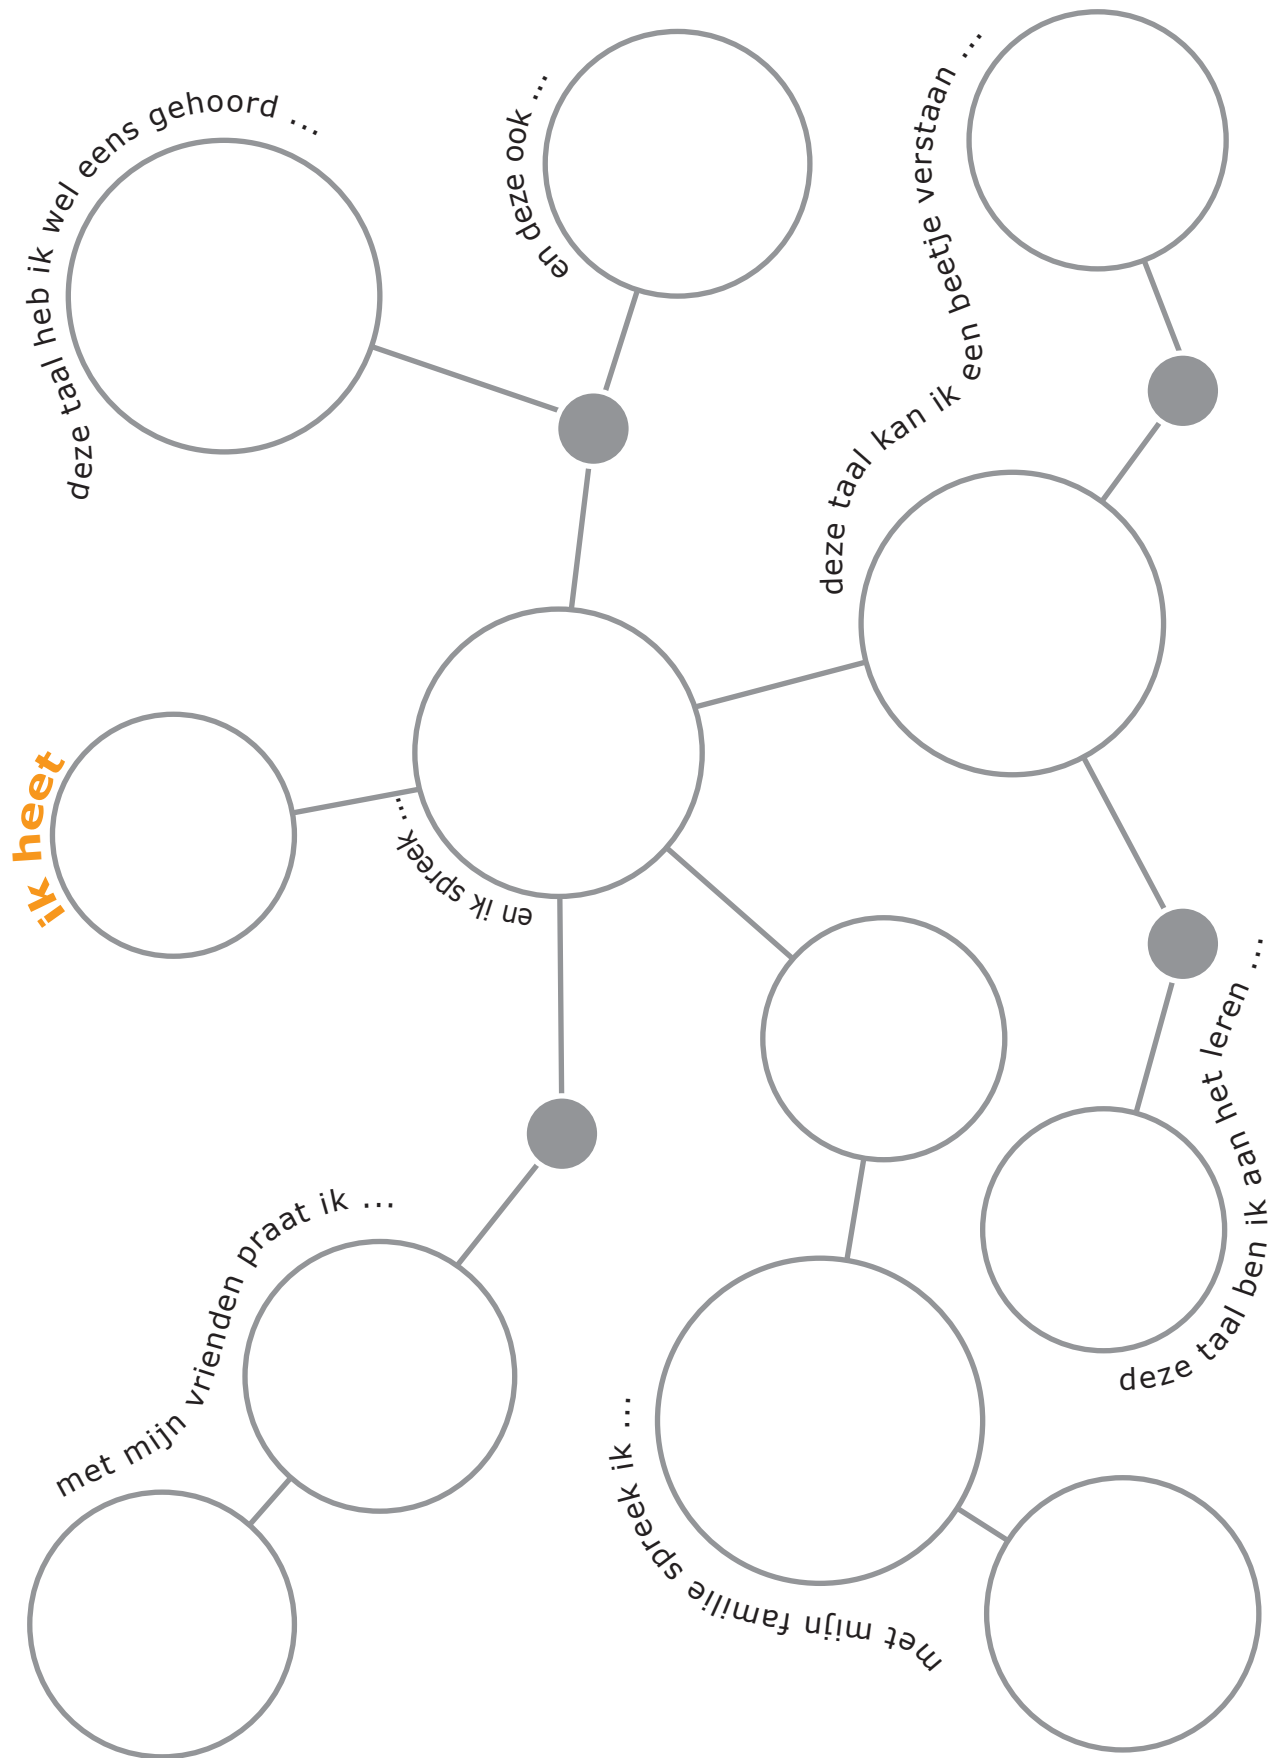 deze taal heb ik wel eens gehoord ...
en deze ook ...
deze taal kan ik een beetje verstaan ...
ik heet
en ik spreek ...
deze taal ben ik aan het leren ...
met mijn vrienden praat ik ...
met mijn familie spreek ik ...